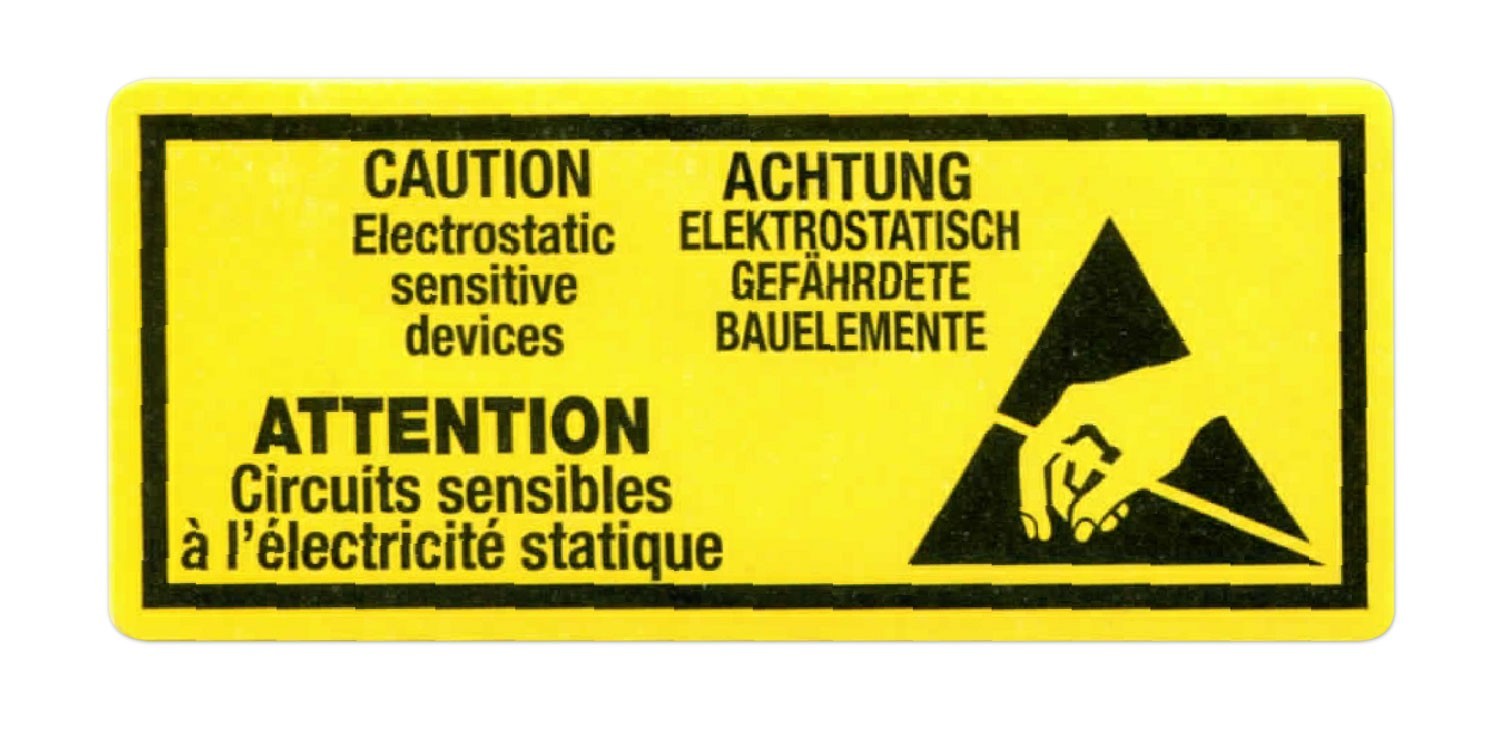 CAUTION
Electrostatic
sensitive
devices
ACHTUNG
ELEKTROSTATISCH
GEFÄHRDETE
BAUELEMENTE
ATTENTION
Circuits sensibles
à l'électricité statique